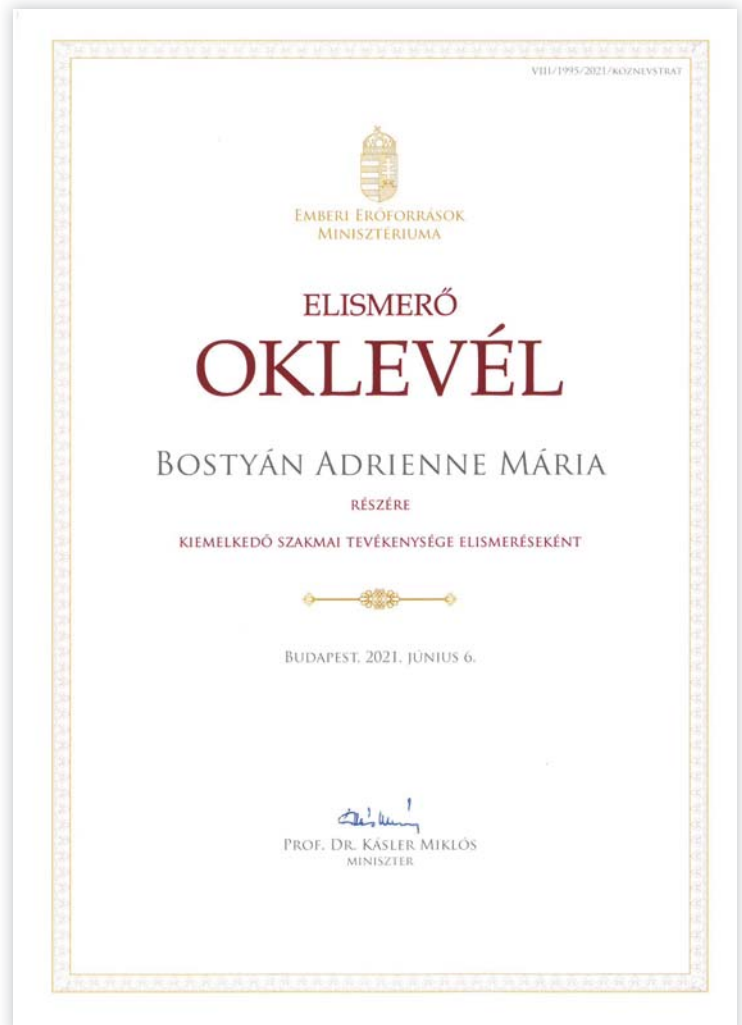 VIII/1995/2021/KOZNEVSTRAT
EMBERI ERŐFORRÁSOK
MINISZTÉRIUMA
ELISMERŐ
OKLEVÉL
BOSTYÁN ADRIENNE MÁRIA
RÉSZÉRE
KIEMELKEDŐ SZAKMAI TEVÉKENYSÉGE ELISMERÉSEKÉNT
BUDAPEST, 2021. JÚNIUS 6.
PROF. DR. KÁSLER MIKLÓS
MINISZTER